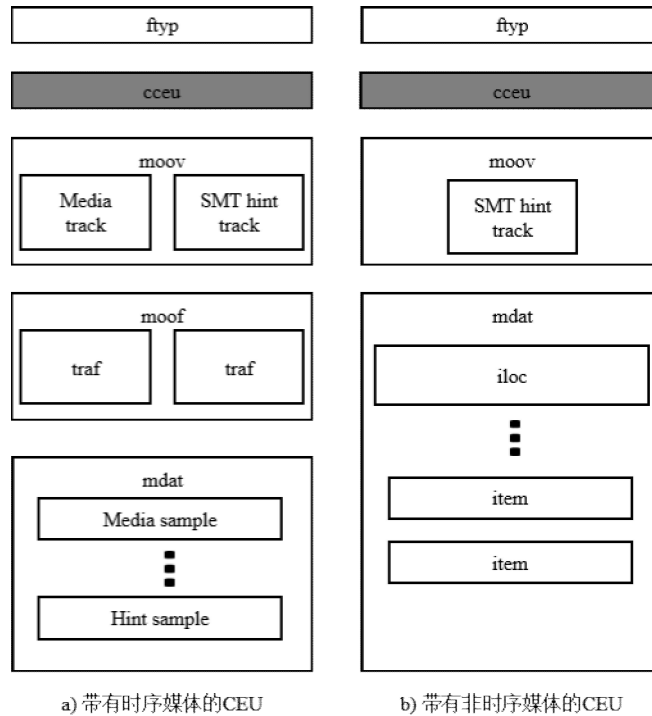 ftyp
cceu
moov
Media
track
SMT hint
track
moof
traf
traf
mdat
Media sample
Hint sample
a) 带有时序媒体的CEU
ftyp
cceu
moov
SMT hint
track
mdat
iloc
item
item
b) 带有非时序媒体的CEU